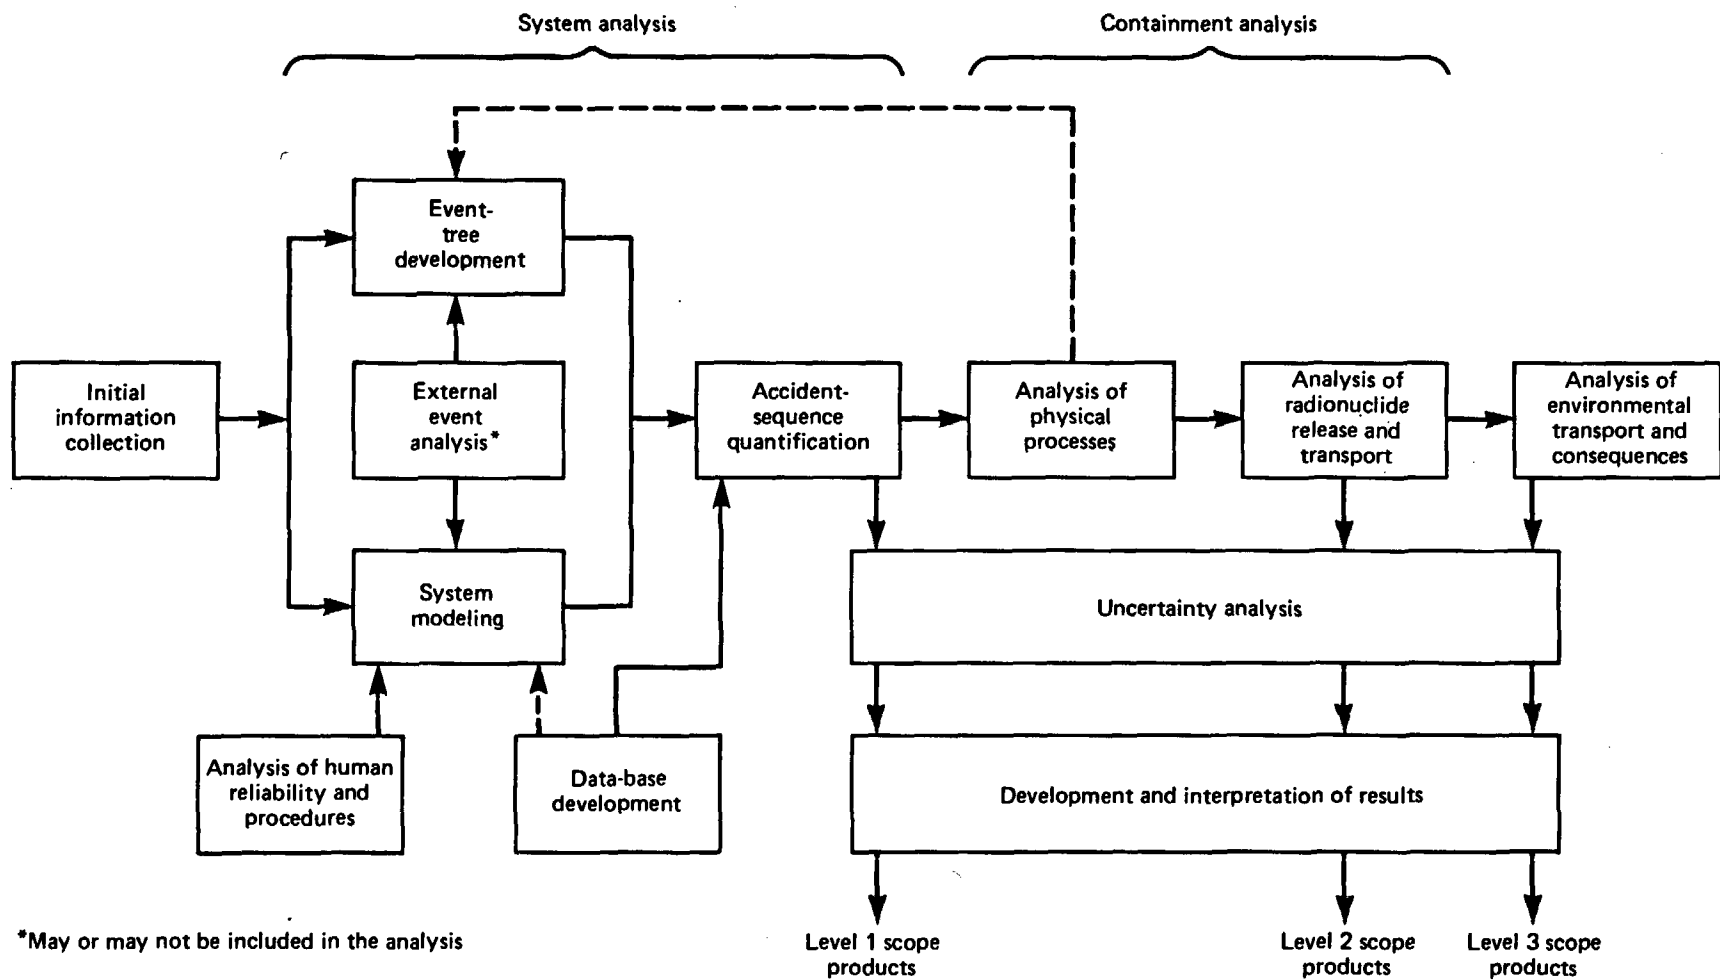 System analysis
Containment analysis
Event-
tree
development
Initial
information
collection
External
event
analysis*
Accident-
sequence
quantification
Analysis of
physical
processes
Analysis of
radionuclide
release and
transport
Analysis of
environmental
transport and
consequences
System
modeling
Uncertainty analysis
Analysis of human
reliability and
procedures
Data-base
development
Development and interpretation of results
*May or may not be included in the analysis
Level 1 scope
products
Level 2 scope
products
Level 3 scope
products